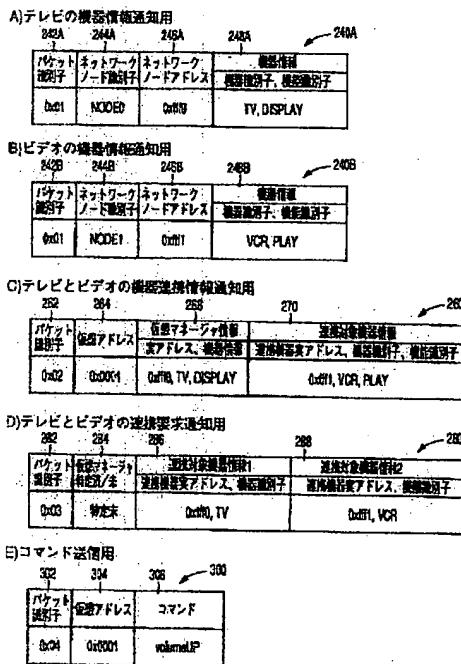 A)テレビの機器情報通知用
242A 244A 246A 248A 240A
パケット識別子 ネットワークノード識別子 ネットワークノードアドレス 機器情報
機器識別子、機能識別子
0x01 NODE0 TV, DISPLAY
B)ビデオの機器情報通知用
242B 244B 246B 248B 240B
パケット識別子 ネットワークノード識別子 ネットワークノードアドレス 機器情報
機器識別子、機能識別子
0x01 NODE1 0xfff1 VCR, PLAY
C)テレビとビデオの機器連携情報通知用
262 264 268 270
パケット識別子 仮想アドレス 仮想マネージャ情報 連携対象機器情報
実アドレス、機器情報 連携機器実アドレス、機器識別子、機能識別子
0x02 TV, DISPLAY 0xfff1, VCR, PLAY
D)テレビとビデオの連携要求通知用
282 284 286 288 280
パケット識別子 仮想マネージャ 連携対象機器情報1 連携対象機器情報2
連携機器実アドレス、機器識別子 連携機器実アドレス、機器識別子
0x03 特定未 0xfff0, TV 0xfff1, VCR
E)コマンド送信用
302 304 306 300
パケット識別子 仮想アドレス コマンド
0x04 0x0001 volumeUP